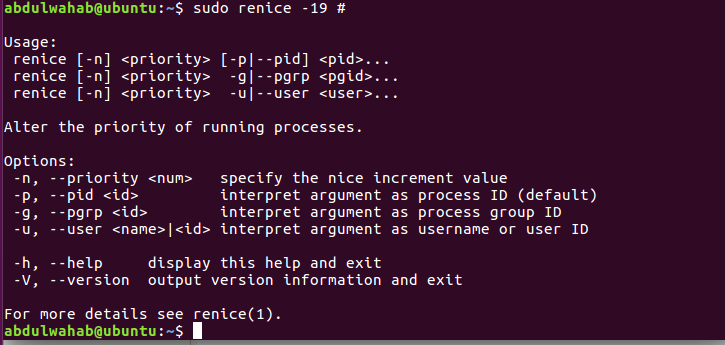 abdulwahab@ubuntu:~$ sudo renice -19 #
Usage:
renice [-n] <priority> [-p|--pid] <pid>...
renice [-n] <priority>  -g|--pgrp <pgid>...
renice [-n] <priority>  -u|--user <user>...
Alter the priority of running processes.
Options:
-n, --priority <num>   specify the nice increment value
-p, --pid <id>         interpret argument as process ID (default)
-g, --pgrp <id>        interpret argument as process group ID
-u, --user <name>|<id> interpret argument as username or user ID
-h, --help     display this help and exit
-V, --version  output version information and exit
For more details see renice(1).
abdulwahab@ubuntu:~$